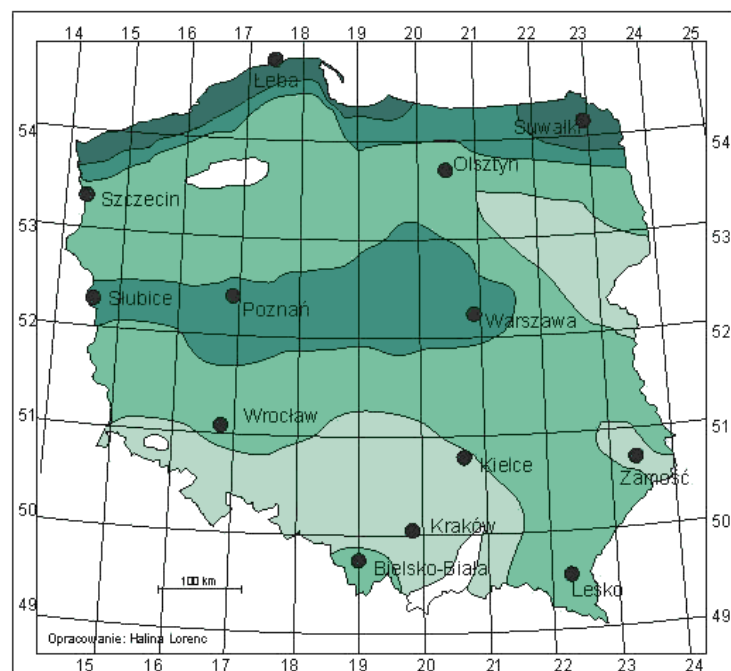 14 15 16 17 18 19 20 21 22 23 24 25
Łeba
54
Suwałki
54
Olsztyn
Szczecin
53
53
Słubice
Poznań
Warszawa
52
52
Wrocław
51
51
Kielce
Zamość
Kraków
50
50
Bielsko-Biała
Lesko
100 km
49
49
Opracowanie: Halina Lorenc
15 16 17 18 19 20 21 22 23 24